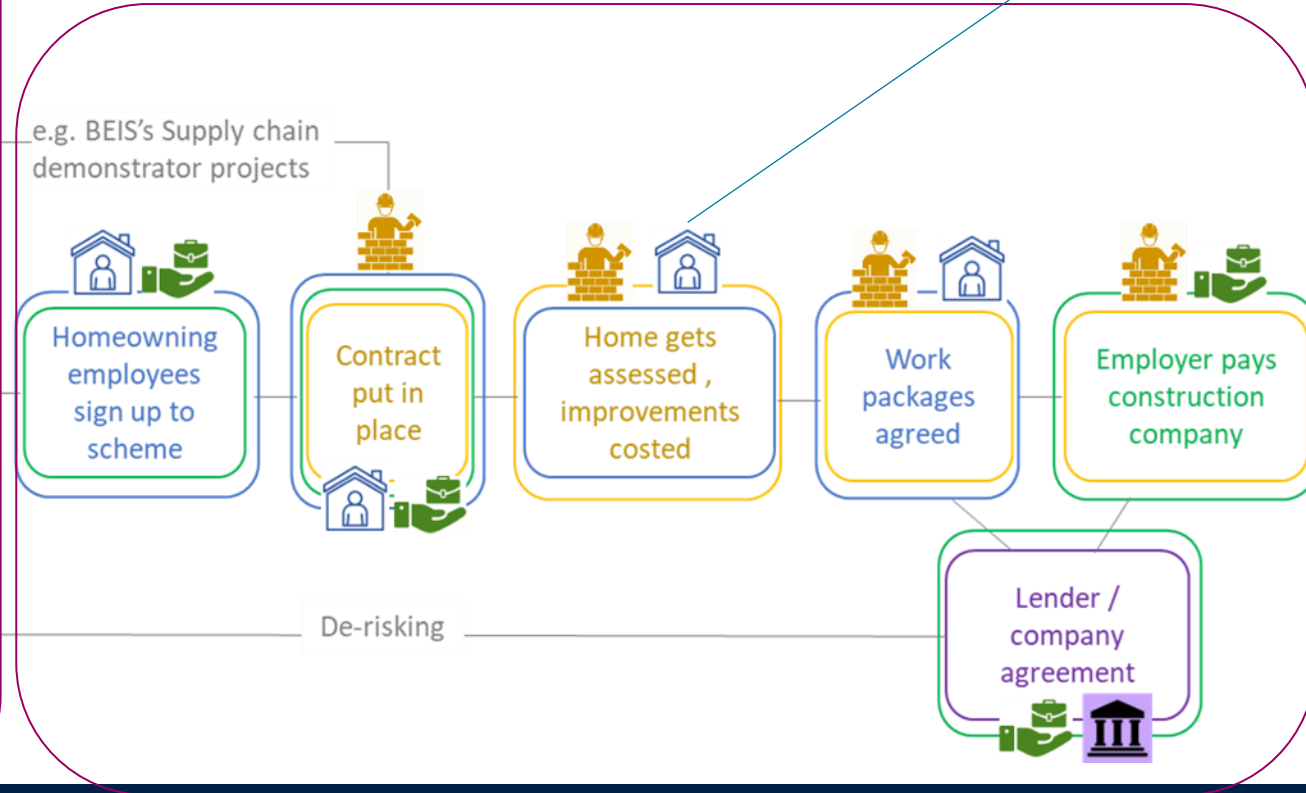 e.g. BEIS’s Supply chain
demonstrator projects
Homeowning
employees
sign up to
scheme
Contract
put in
place
Home gets
assessed ,
improvements
costed
Work
packages
agreed
Employer pays
construction
company
De-risking
Lender /
company
agreement